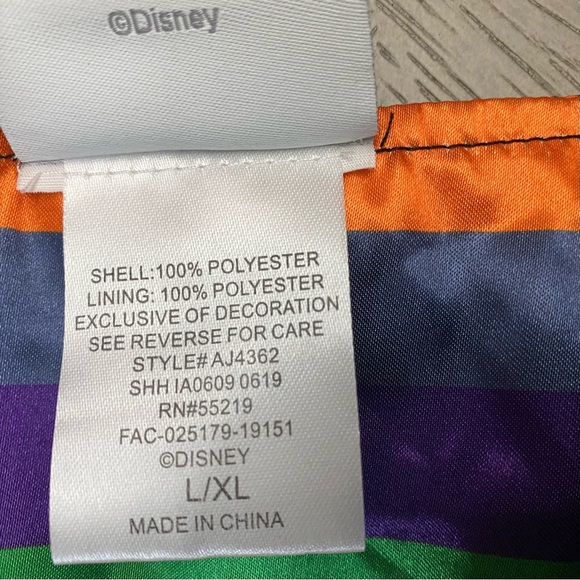 ©Disney
SHELL:100% POLYESTER
LINING: 100% POLYESTER
EXCLUSIVE OF DECORATION
SEE REVERSE FOR CARE
STYLE# AJ4362
SHH IA0609 0619
RN#55219
FAC-025179-19151
©DISNEY
L/XL
MADE IN CHINA